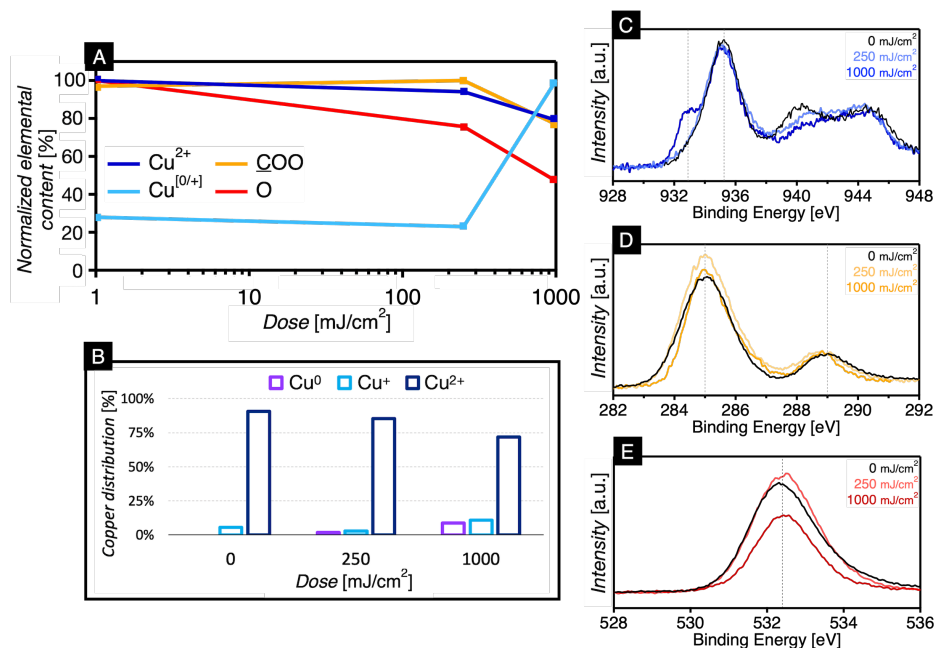 A
Normalized elemental
content [%]
100
80
60
40
20
0
Cu2+
COO
Cu[0/+]
O
1
10
100
1000
Dose [mJ/cm2]
B
Cu0
Cu+
Cu2+
Copper distribution [%]
100%
75%
50%
25%
0%
0
250
1000
Dose [mJ/cm2]
C
0 mJ/cm2
250 mJ/cm2
1000 mJ/cm2
Intensity [a.u.]
928
932
936
940
944
948
Binding Energy [eV]
D
0 mJ/cm2
250 mJ/cm2
1000 mJ/cm2
Intensity [a.u.]
282
284
286
288
290
292
Binding Energy [eV]
E
0 mJ/cm2
250 mJ/cm2
1000 mJ/cm2
Intensity [a.u.]
528
530
532
534
536
Binding Energy [eV]